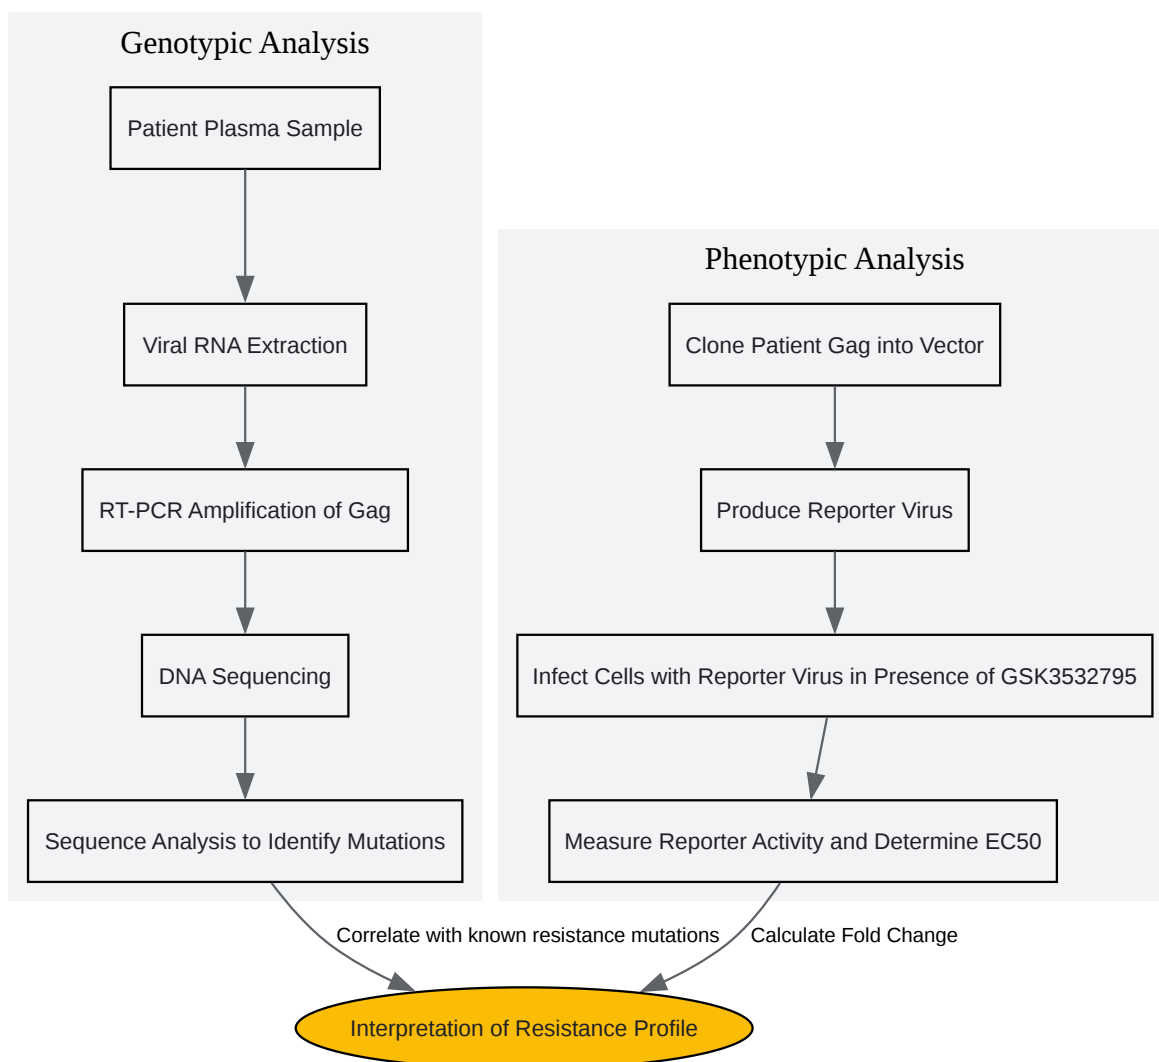 Genotypic Analysis
Patient Plasma Sample
Viral RNA Extraction
RT-PCR Amplification of Gag
DNA Sequencing
Sequence Analysis to Identify Mutations
Phenotypic Analysis
Clone Patient Gag into Vector
Produce Reporter Virus
Infect Cells with Reporter Virus in Presence of GSK3532795
Measure Reporter Activity and Determine EC50
Correlate with known resistance mutations
Calculate Fold Change
Interpretation of Resistance Profile